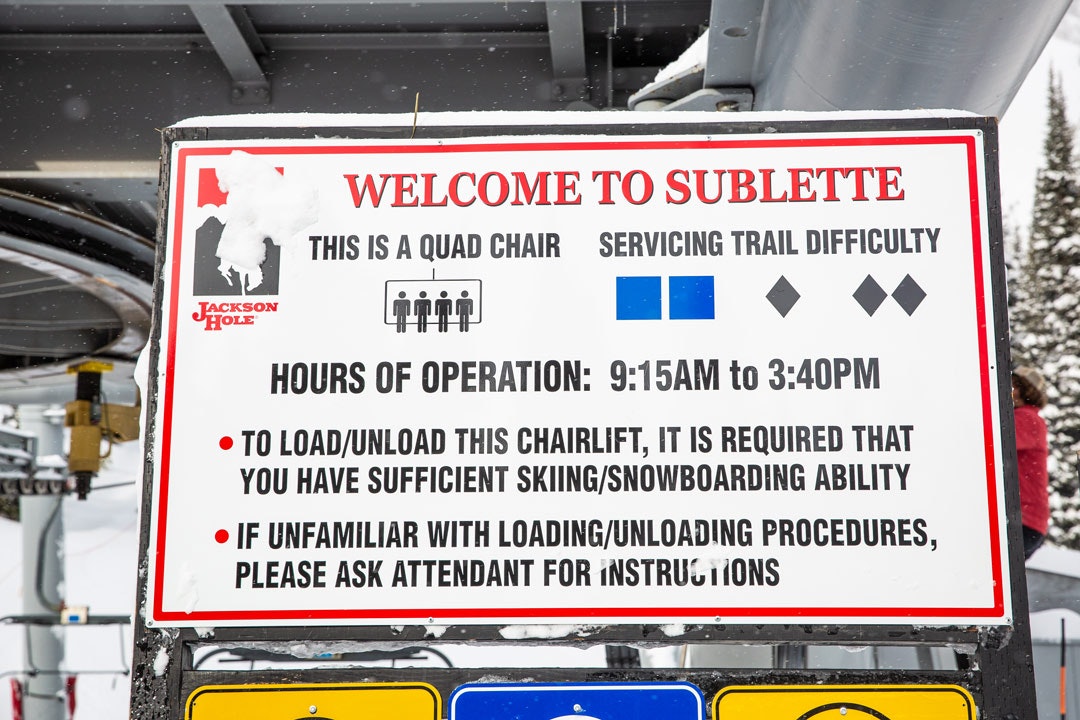 WELCOME TO SUBLETTE
JACKSON
HOLE
THIS IS A QUAD CHAIR
SERVICING TRAIL DIFFICULTY
HOURS OF OPERATION: 9:15AM to 3:40PM
• TO LOAD/UNLOAD THIS CHAIRLIFT, IT IS REQUIRED THAT
YOU HAVE SUFFICIENT SKIING/SNOWBOARDING ABILITY
• IF UNFAMILIAR WITH LOADING/UNLOADING PROCEDURES,
PLEASE ASK ATTENDANT FOR INSTRUCTIONS